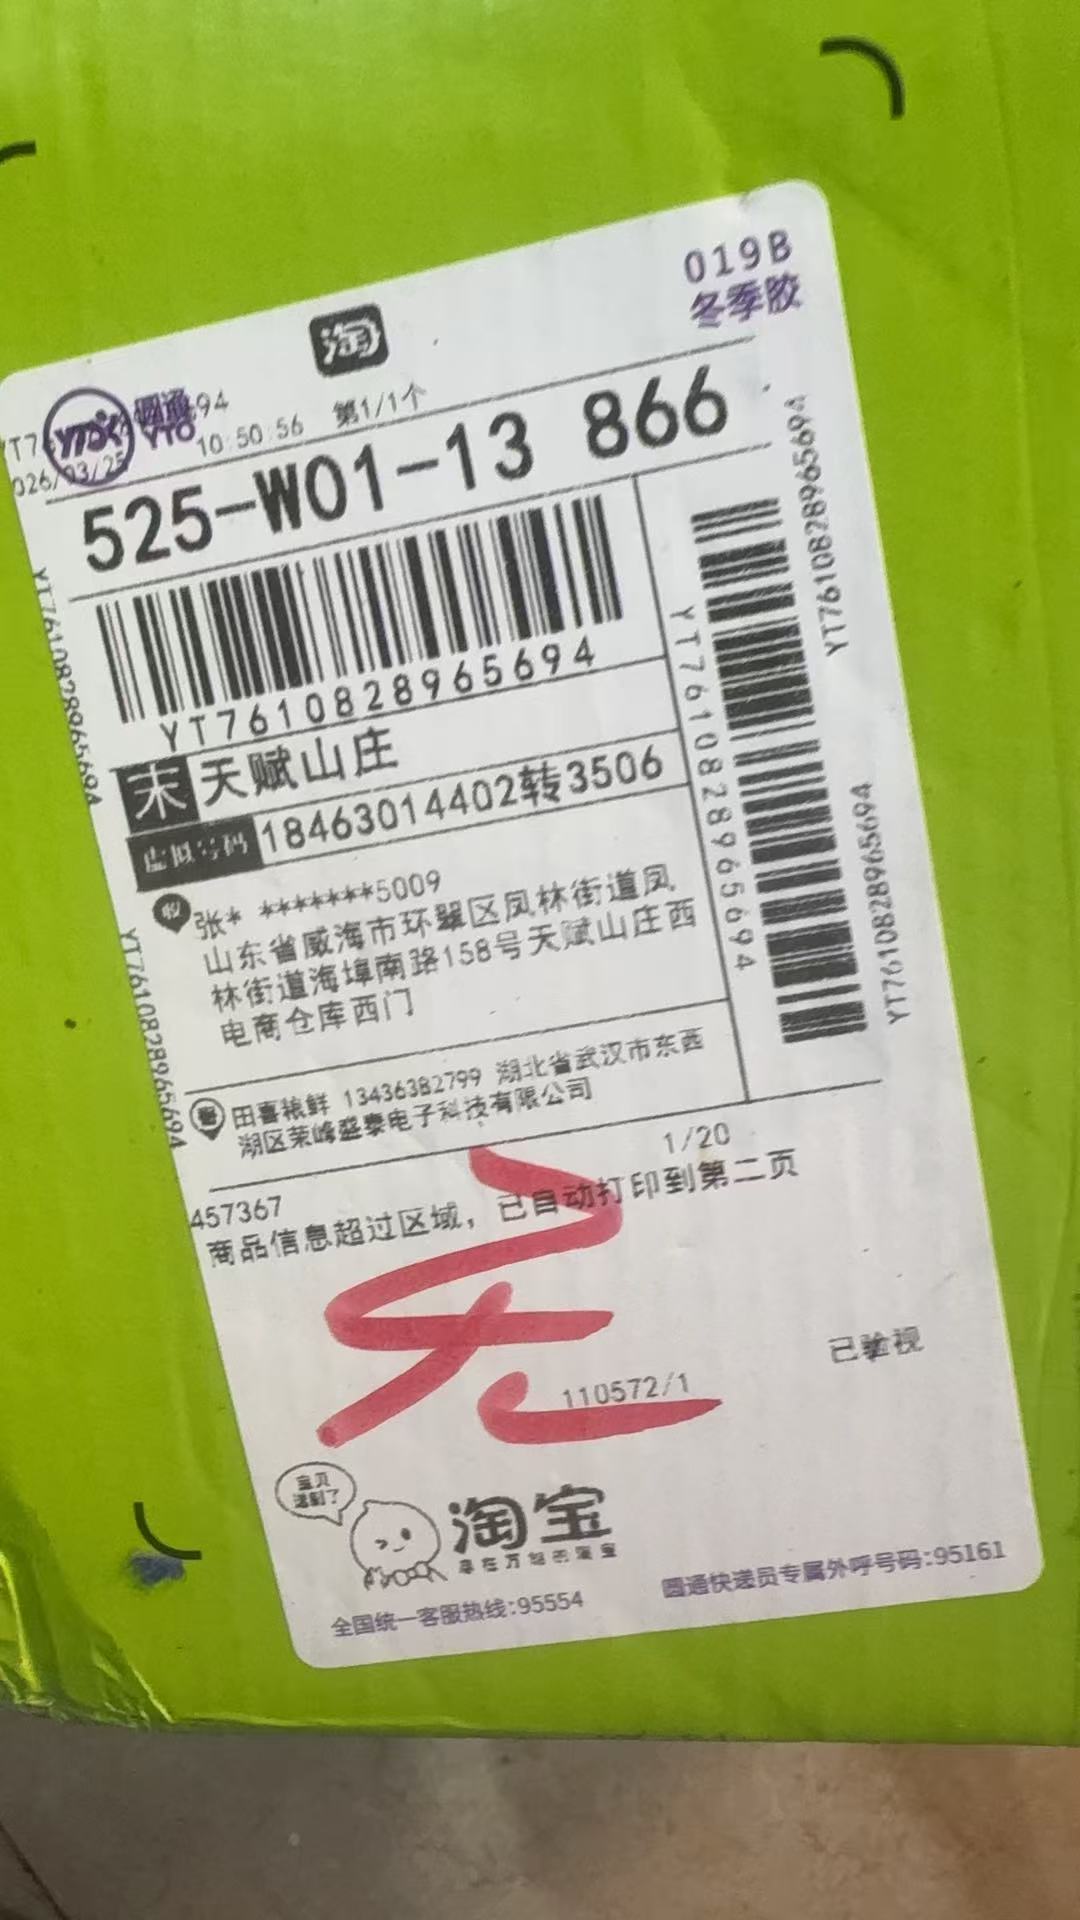 019B
冬季胶
淘
圆通
YTO
10:50:56 第1/1个
525-W01-13 866
YT7610828965694
末 天赋山庄
虚拟号码 18463014402转3506
收 张* *******5009
山东省威海市环翠区凤林街道凤
林街道海埠南路158号天赋山庄西
电商仓库西门
田喜粮鲜 13436382799 湖北省武汉市东西
湖区荣峰盛泰电子科技有限公司
1/20
457367
商品信息超过区域，已自动打印到第二页
已验视
110572/1
宝贝
淘宝
全国统一客服热线:95554
圆通快递员专属外呼号码:95161
YT7610828965694
YT7610828965694
YT7610828965694
YT7610828965694
YT7610828965694